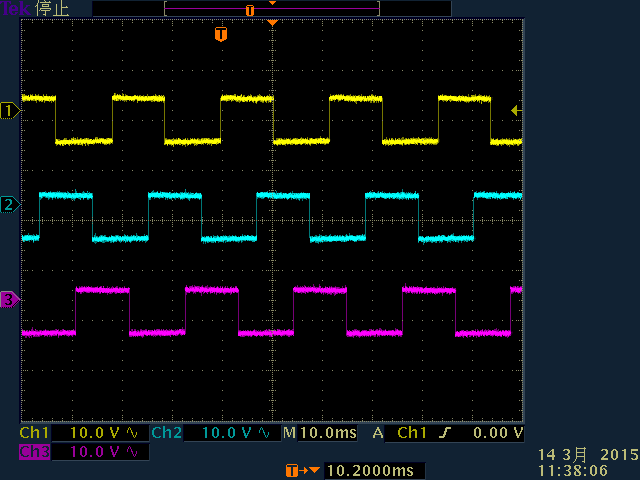 Tek 停止
T
T
1
2
3
Ch1 10.0 V Ch2 10.0 V M 10.0ms A Ch1 0.00 V
Ch3 10.0 V
T 10.2000ms
14 3月 2015
11:38:06